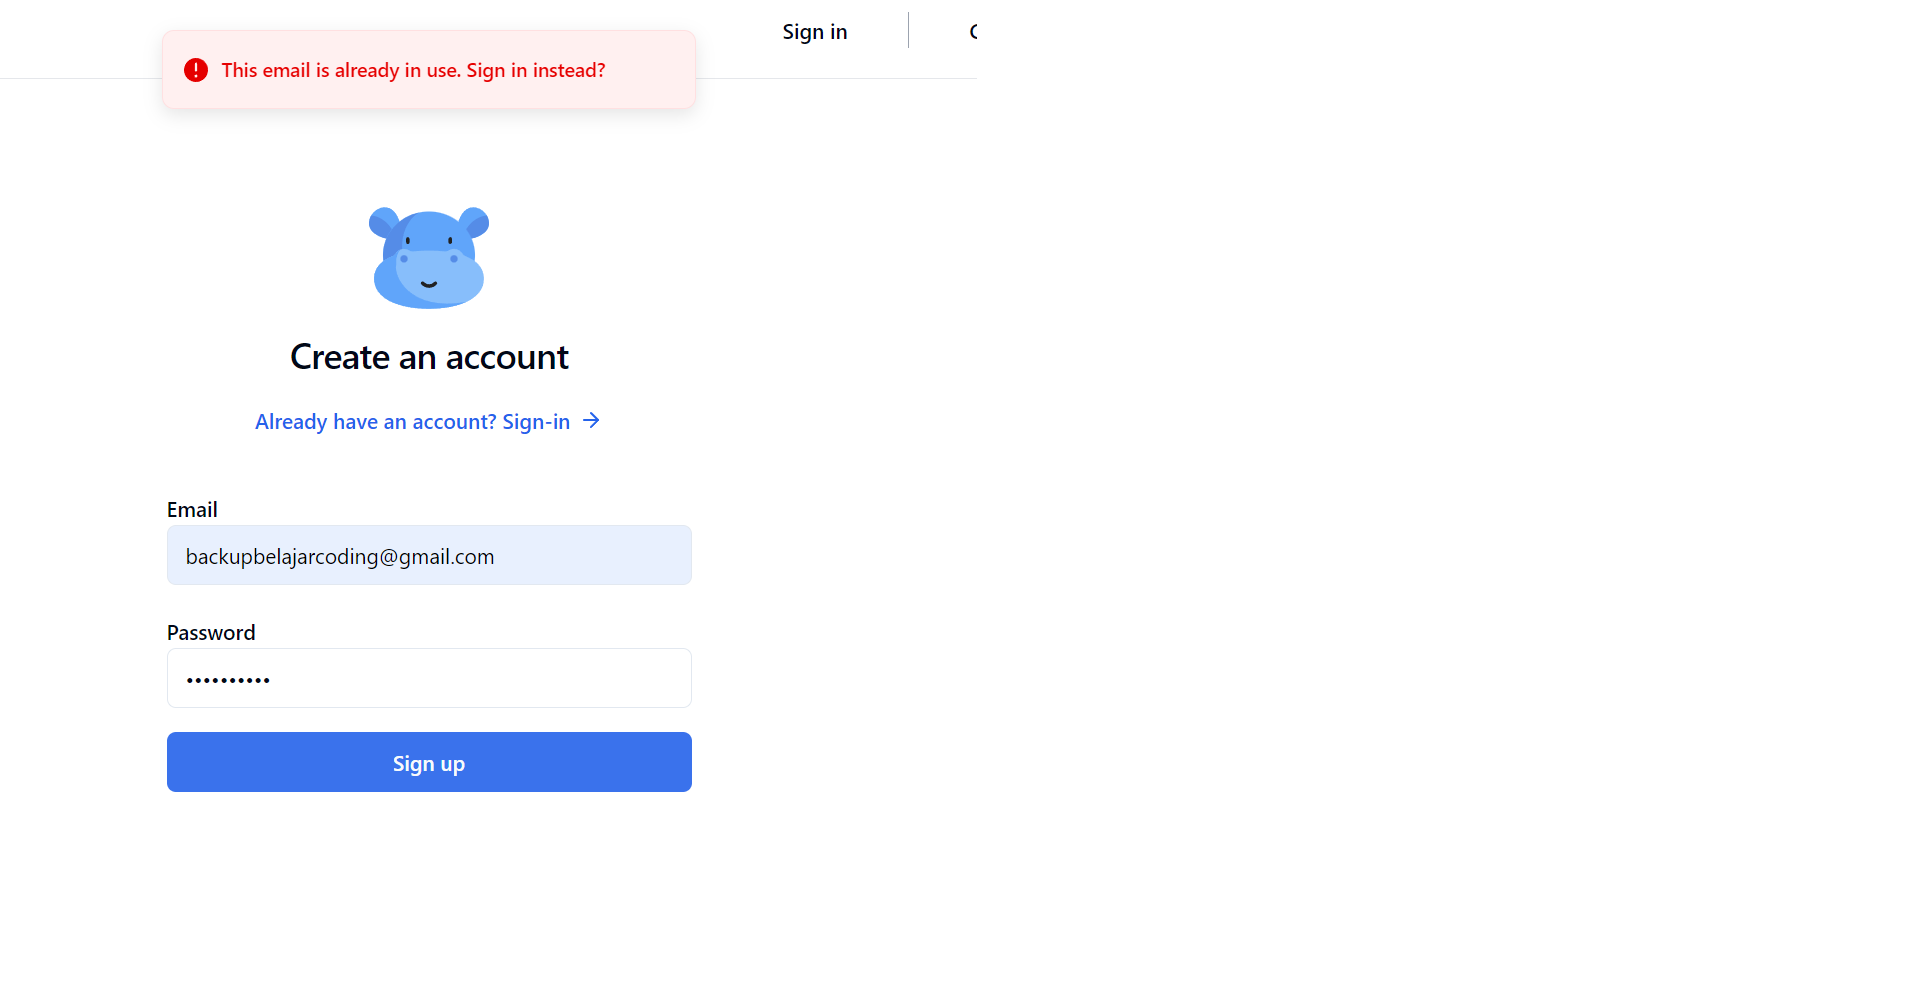 Sign in
This email is already in use. Sign in instead?
Create an account
Already have an account? Sign-in →
Email
backupbelajarcoding@gmail.com
Password
••••••••••
Sign up